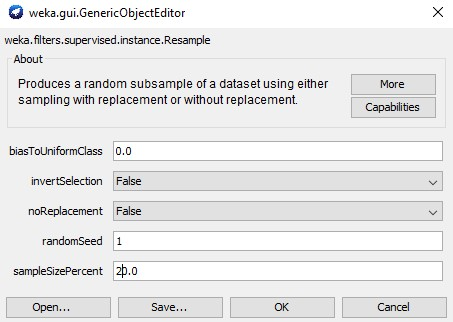 weka.gui.GenericObjectEditor
weka.filters.supervised.instance.Resample
About
Produces a random subsample of a dataset using either
sampling with replacement or without replacement.
More
Capabilities
biasToUniformClass 0.0
invertSelection False
noReplacement False
randomSeed 1
sampleSizePercent 20.0
Open... Save... OK Cancel